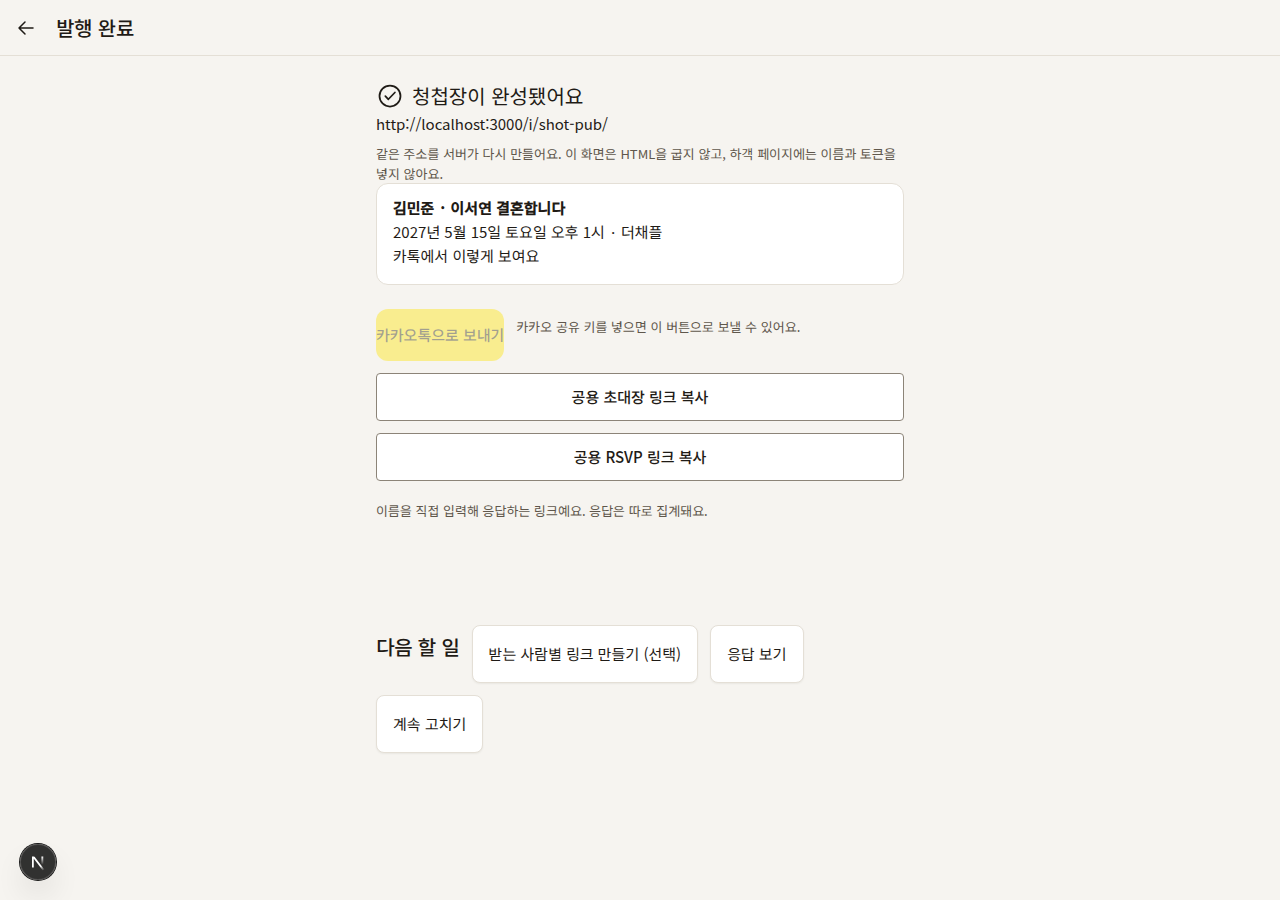 발행 완료
청첩장이 완성됐어요
http://localhost:3000/i/shot-pub/
같은 주소를 서버가 다시 만들어요. 이 화면은 HTML을 굽지 않고, 하객 페이지에는 이름과 토큰을
넣지 않아요.
김민준 · 이서연 결혼합니다
2027년 5월 15일 토요일 오후 1시 · 더채플
카톡에서 이렇게 보여요
카카오톡으로 보내기
카카오 공유 키를 넣으면 이 버튼으로 보낼 수 있어요.
공용 초대장 링크 복사
공용 RSVP 링크 복사
이름을 직접 입력해 응답하는 링크예요. 응답은 따로 집계돼요.
다음 할 일
받는 사람별 링크 만들기 (선택)
응답 보기
계속 고치기
N